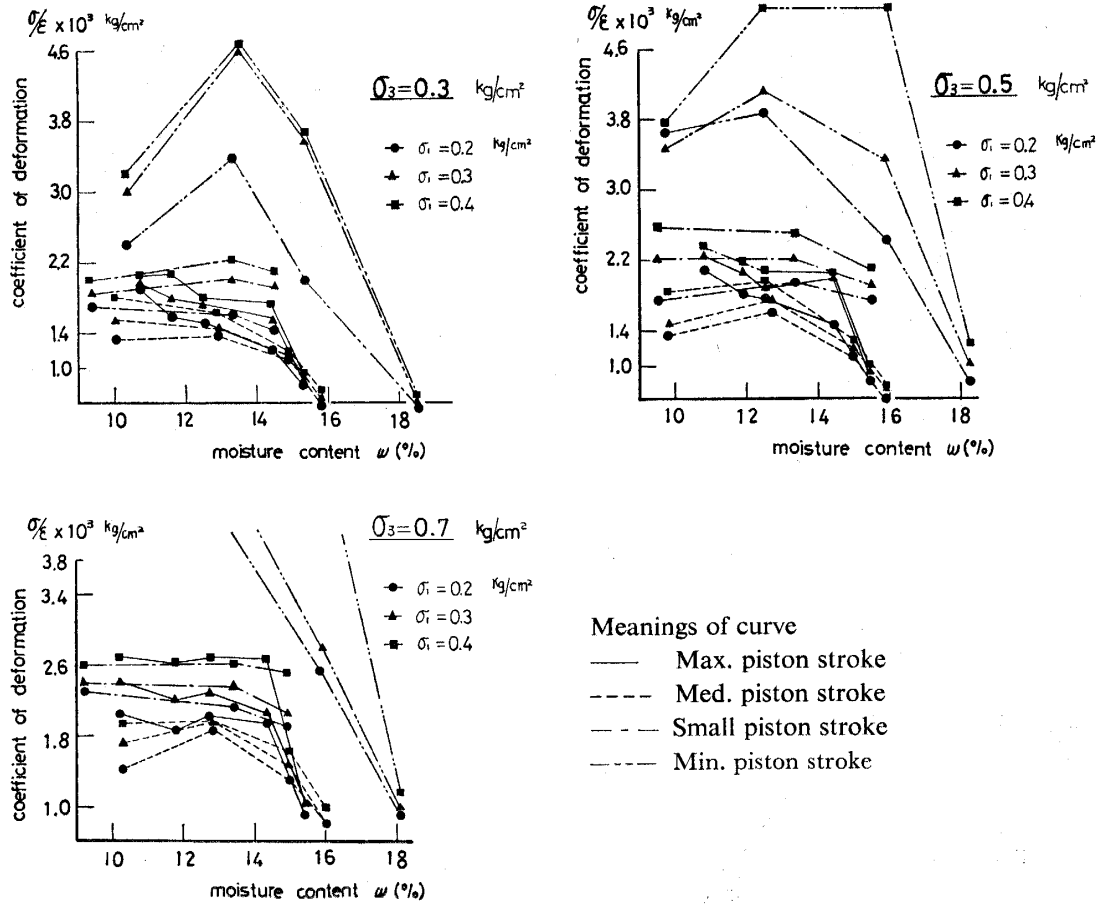 σ/ε ×10³ kg/cm²
4.6
3.8
3.0
2.2
1.4
1.0
coefficient of deformation
σ₃=0.3 kg/cm²
σ₁ =0.2 kg/cm²
σ₁ =0.3
σ₁ =0.4
10 12 14 16 18
moisture content ω (%)
σ/ε ×10³ kg/cm²
4.6
3.8
3.0
2.2
1.4
1.0
coefficient of deformation
σ₃=0.5 kg/cm²
σ₁ =0.2 kg/cm²
σ₁ =0.3
σ₁ =0.4
10 12 14 16 18
moisture content ω (%)
σ/ε ×10³ kg/cm²
3.8
3.4
2.6
1.8
1.0
coefficient of deformation
σ₃=0.7 kg/cm²
σ₁ =0.2 kg/cm²
σ₁ =0.3
σ₁ =0.4
10 12 14 16 18
moisture content ω (%)
Meanings of curve
Max. piston stroke
Med. piston stroke
Small piston stroke
Min. piston stroke